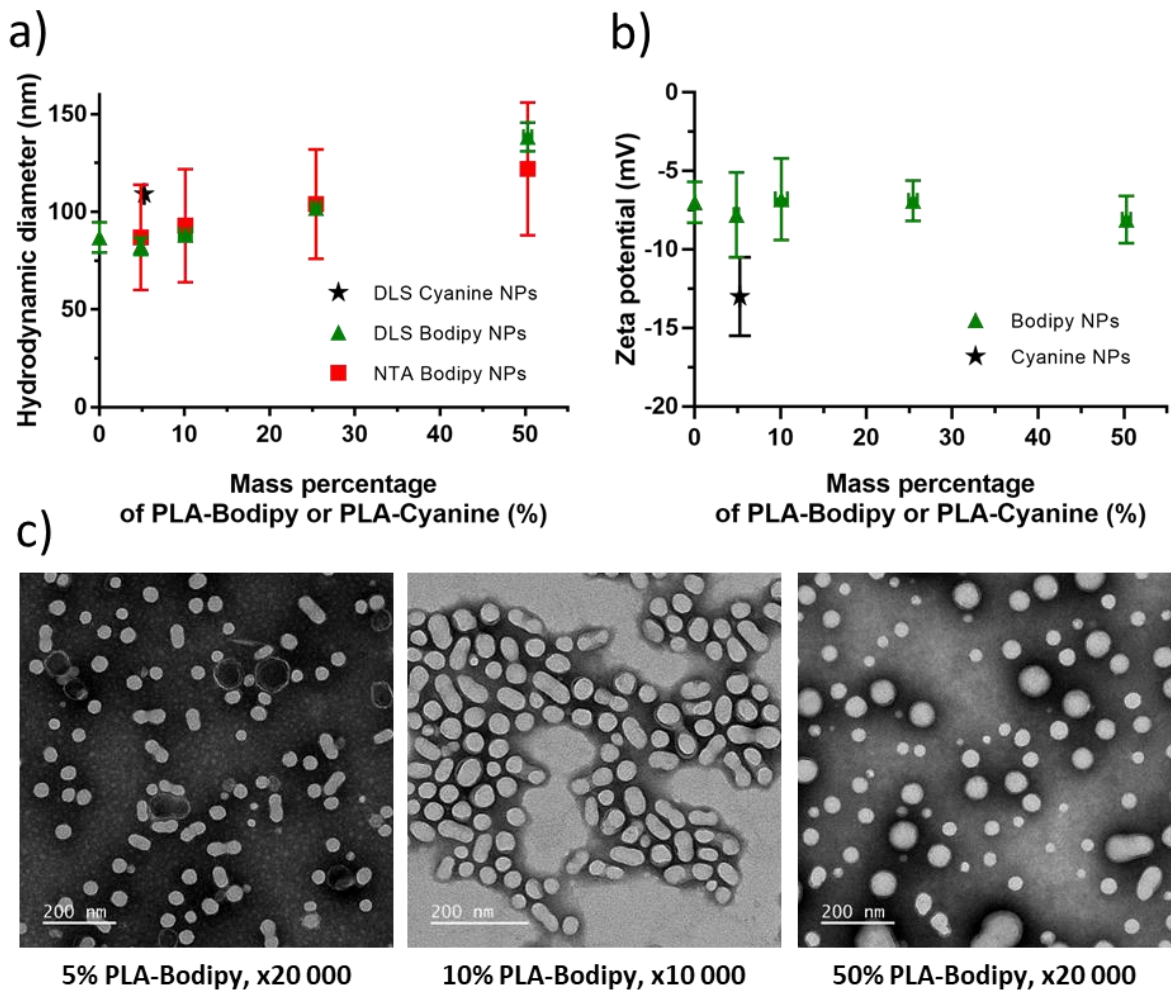 a)
Hydrodynamic diameter (nm)
150
100
50
0
0 10 20 30 40 50
DLS Cyanine NPs
DLS Bodipy NPs
NTA Bodipy NPs
Mass percentage
of PLA-Bodipy or PLA-Cyanine (%)
b)
Zeta potential (mV)
0
-5
-10
-15
-20
0 10 20 30 40 50
Bodipy NPs
Cyanine NPs
Mass percentage
of PLA-Bodipy or PLA-Cyanine (%)
c)
200 nm
200 nm
200 nm
5% PLA-Bodipy, x20 000
10% PLA-Bodipy, x10 000
50% PLA-Bodipy, x20 000